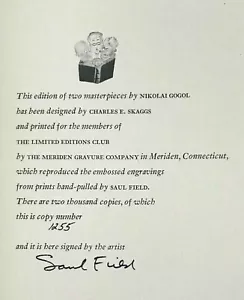 This edition of two masterpieces by NIKOLAI GOGOL
has been designed by CHARLES E. SKAGGS
and printed for the members of
THE LIMITED EDITIONS CLUB
by THE MERIDEN GRAVURE COMPANY in Meriden, Connecticut,
which reproduced the embossed engravings
from prints hand-pulled by SAUL FIELD.
There are two thousand copies, of which
this is copy number
1255
and it is here signed by the artist
Saul Field